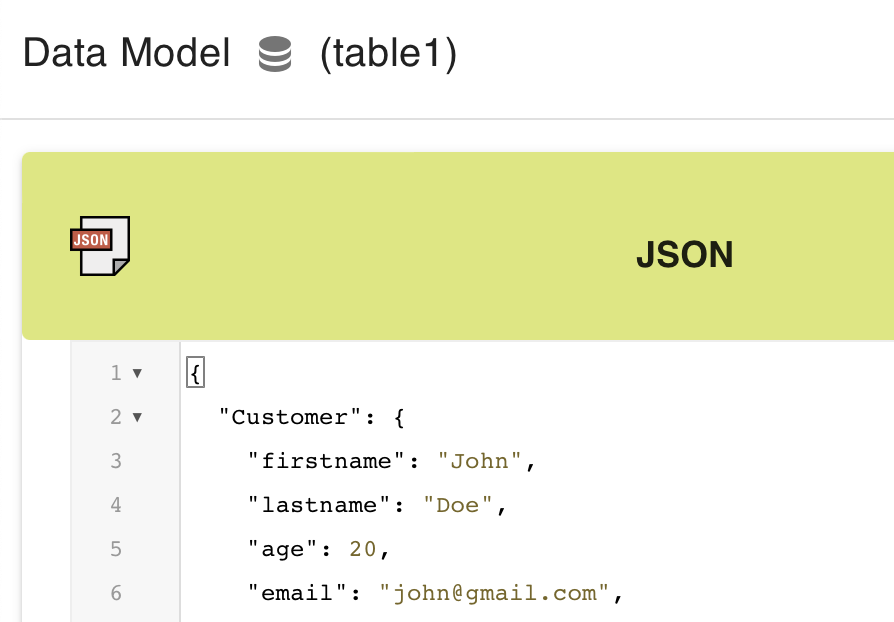 Data Model (table1)
JSON
JSON
1 {
2 "Customer": {
3 "firstname": "John",
4 "lastname": "Doe",
5 "age": 20,
6 "email": "john@gmail.com",